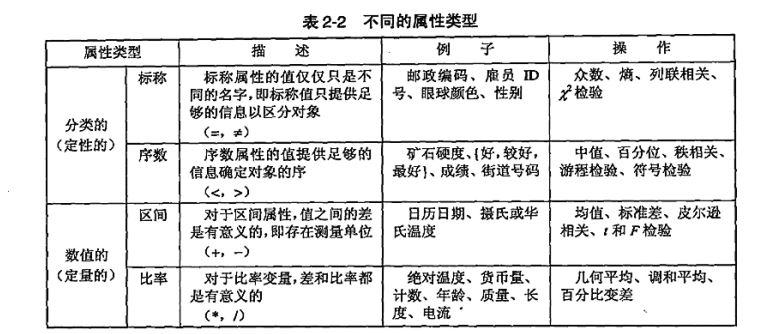 表2-2 不同的属性类型
属性类型 描 述 例 子 操 作
分类的
(定性的)
标称
标称属性的值仅仅只是不
同的名字,即标称值只提供足
够的信息以区分对象
(=, ≠)
邮政编码、雇员 ID
号、眼球颜色、性别
众数、熵、列联相关、
χ²检验
序数
序数属性的值提供足够的
信息确定对象的序
(<, >)
矿石硬度、{好,较好,
最好}、成绩、街道号码
中值、百分位、秩相关、
游程检验、符号检验
数值的
(定量的)
区间
对于区间属性,值之间的差
是有意义的,即存在测量单位
(+, -)
日历日期、摄氏或华
氏温度
均值、标准差、皮尔逊
相关、t 和 F 检验
比率
对于比率变量,差和比率都
是有意义的
(*, /)
绝对温度、货币量、
计数、年龄、质量、长
度、电流
几何平均、调和平均、
百分比变差